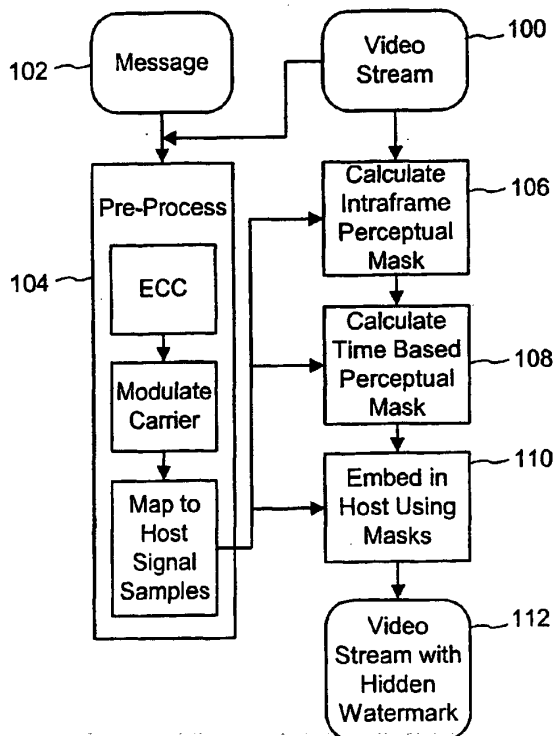 102
Message
Video
Stream
100
Pre-Process
104
ECC
Modulate
Carrier
Map to
Host
Signal
Samples
Calculate
Intraframe
Perceptual
Mask
106
Calculate
Time Based
Perceptual
Mask
108
Embed in
Host Using
Masks
110
Video
Stream with
Hidden
Watermark
112